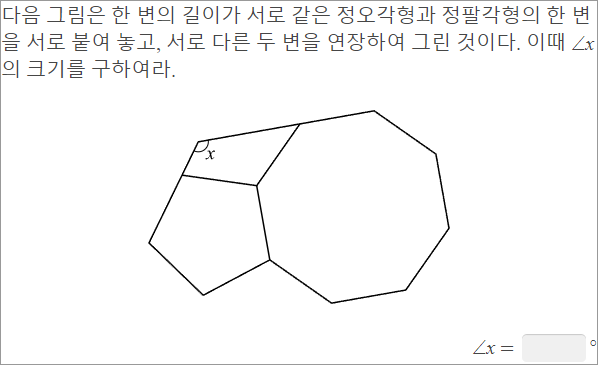 다음 그림은 한 변의 길이가 서로 같은 정오각형과 정팔각형의 한 변
을 서로 붙여 놓고, 서로 다른 두 변을 연장하여 그린 것이다. 이때 ∠x
의 크기를 구하여라.
x
∠x = °